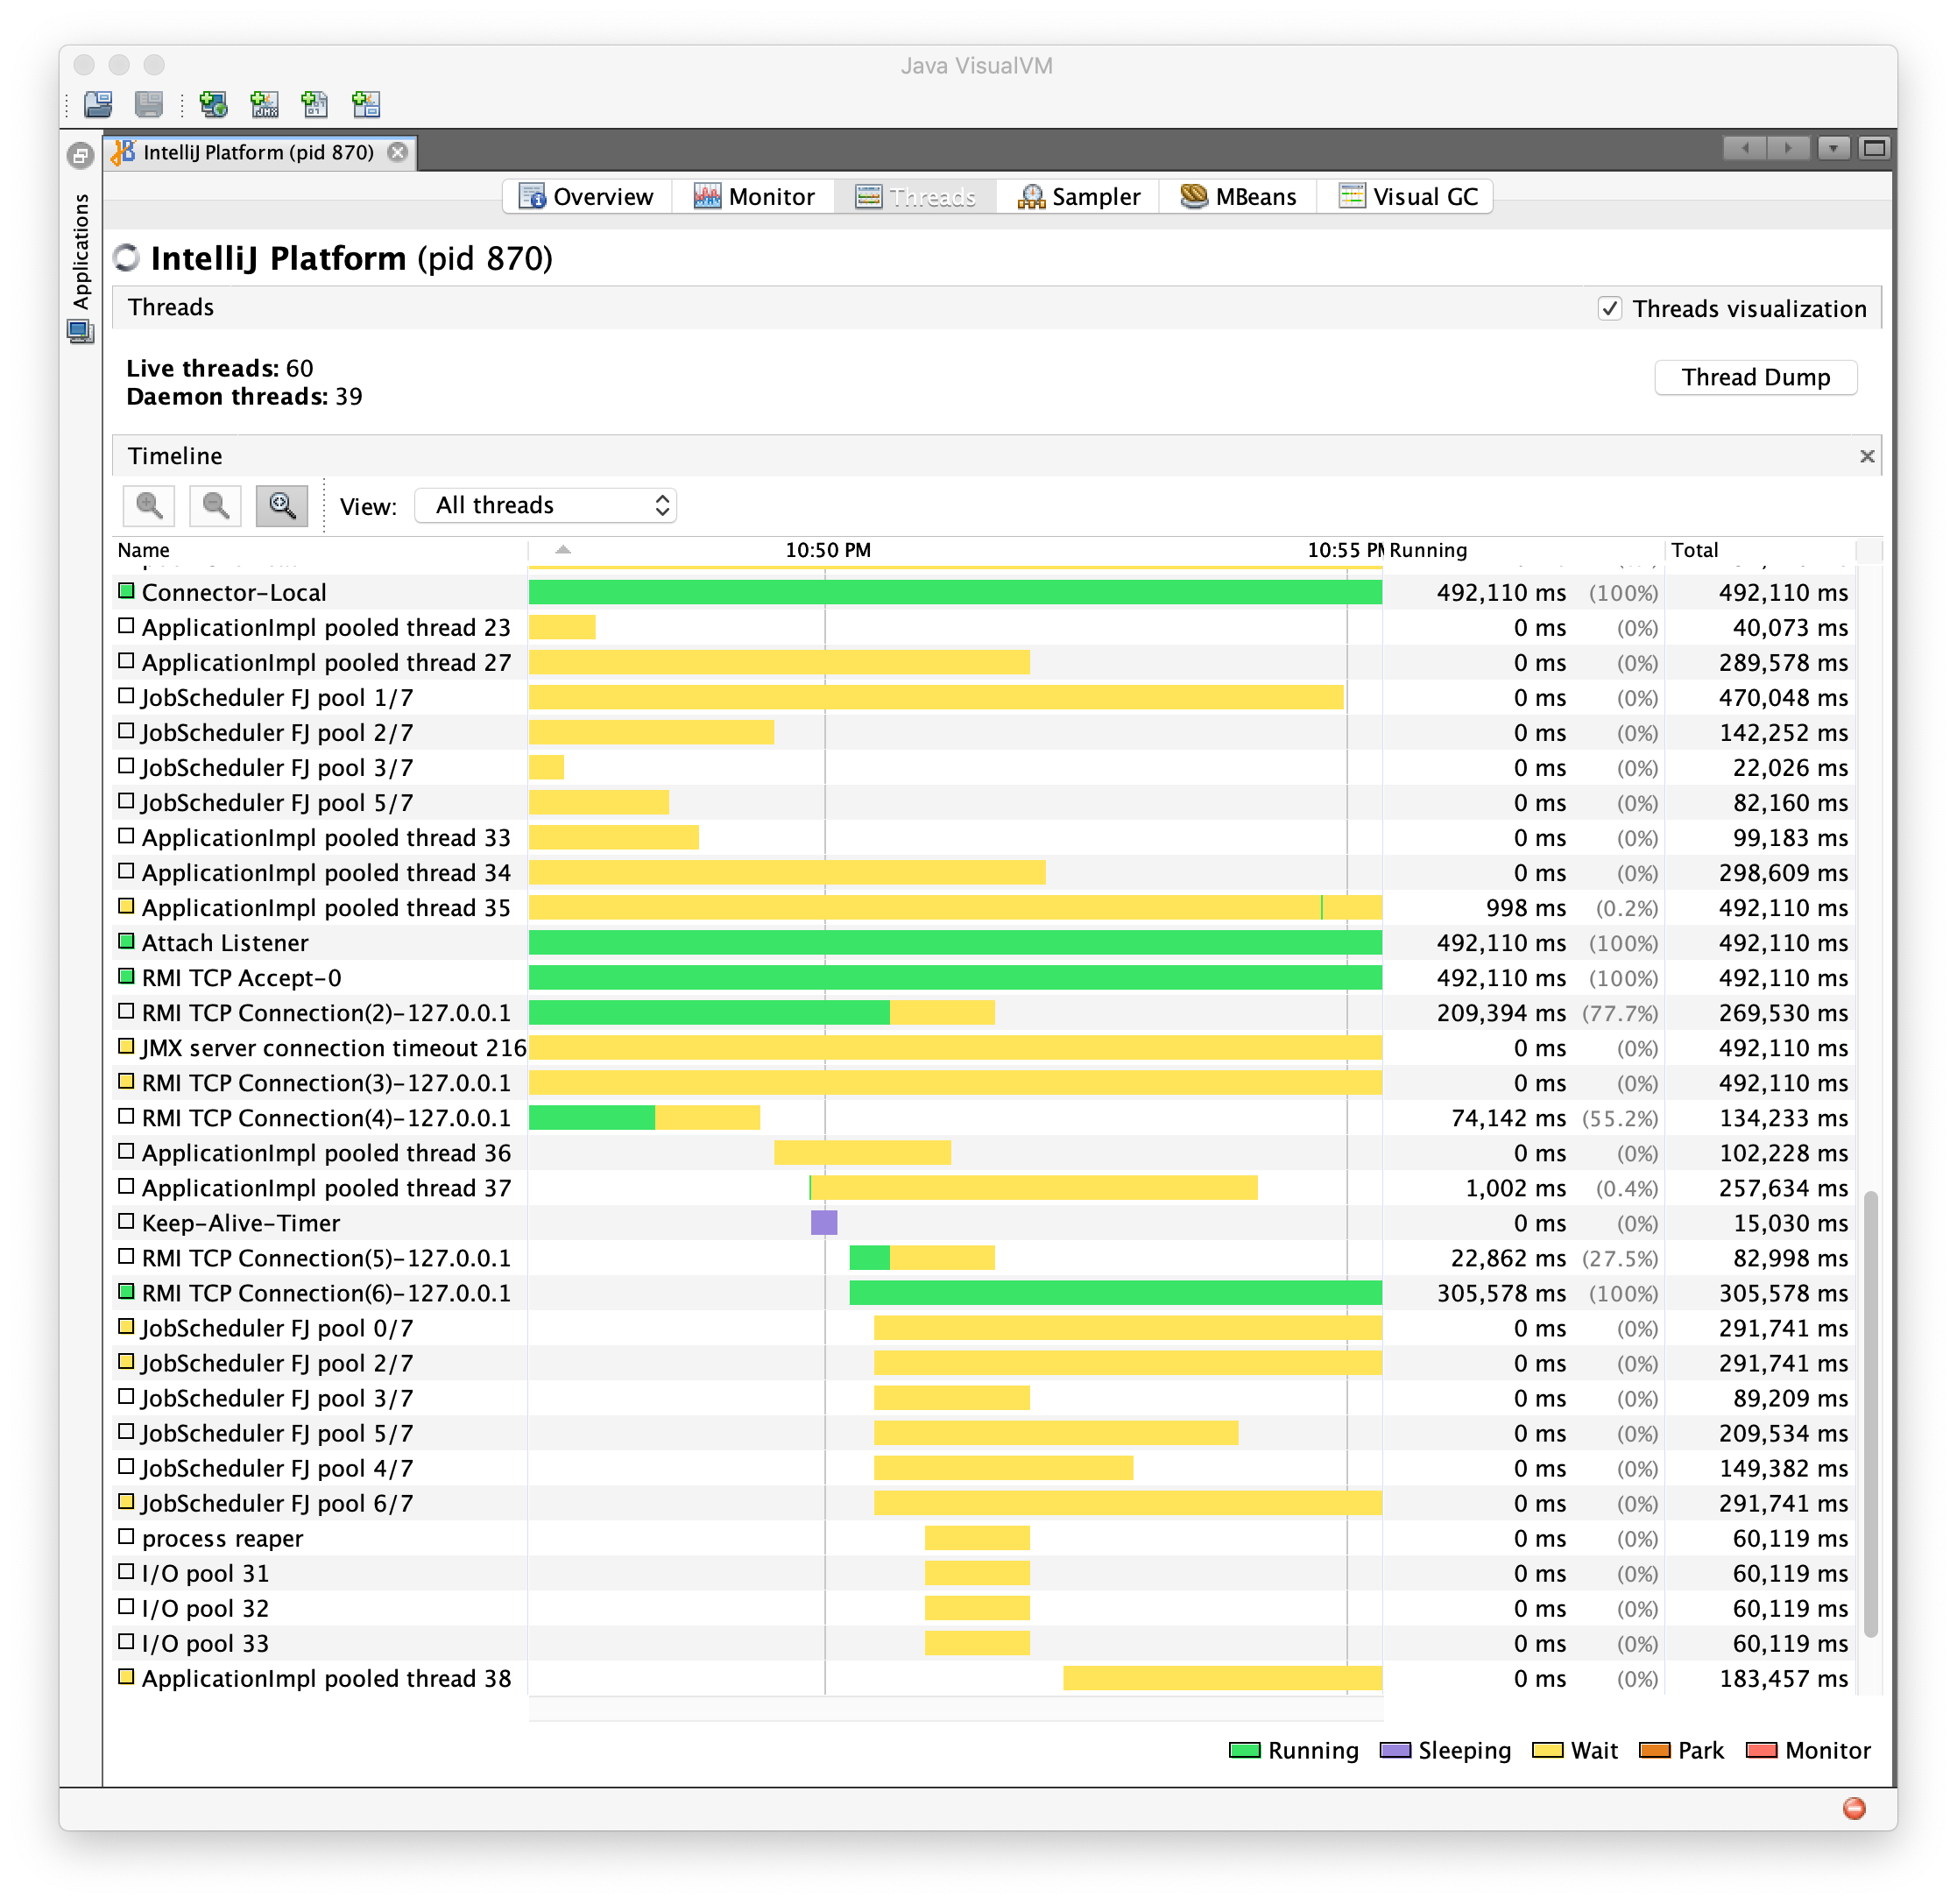 Java VisualVM
IntelliJ Platform (pid 870)
Applications
Overview Monitor Threads Sampler MBeans Visual GC
IntelliJ Platform (pid 870)
Threads Threads visualization
Live threads: 60
Daemon threads: 39
Thread Dump
Timeline
View: All threads
Name 10:50 PM 10:55 PM Running Total
Connector-Local 492,110 ms (100%) 492,110 ms
ApplicationImpl pooled thread 23 0 ms (0%) 40,073 ms
ApplicationImpl pooled thread 27 0 ms (0%) 289,578 ms
JobScheduler FJ pool 1/7 0 ms (0%) 470,048 ms
JobScheduler FJ pool 2/7 0 ms (0%) 142,252 ms
JobScheduler FJ pool 3/7 0 ms (0%) 22,026 ms
JobScheduler FJ pool 5/7 0 ms (0%) 82,160 ms
ApplicationImpl pooled thread 33 0 ms (0%) 99,183 ms
ApplicationImpl pooled thread 34 0 ms (0%) 298,609 ms
ApplicationImpl pooled thread 35 998 ms (0.2%) 492,110 ms
Attach Listener 492,110 ms (100%) 492,110 ms
RMI TCP Accept-0 492,110 ms (100%) 492,110 ms
RMI TCP Connection(2)-127.0.0.1 209,394 ms (77.7%) 269,530 ms
JMX server connection timeout 216 0 ms (0%) 492,110 ms
RMI TCP Connection(3)-127.0.0.1 0 ms (0%) 492,110 ms
RMI TCP Connection(4)-127.0.0.1 74,142 ms (55.2%) 134,233 ms
ApplicationImpl pooled thread 36 0 ms (0%) 102,228 ms
ApplicationImpl pooled thread 37 1,002 ms (0.4%) 257,634 ms
Keep-Alive-Timer 0 ms (0%) 15,030 ms
RMI TCP Connection(5)-127.0.0.1 22,862 ms (27.5%) 82,998 ms
RMI TCP Connection(6)-127.0.0.1 305,578 ms (100%) 305,578 ms
JobScheduler FJ pool 0/7 0 ms (0%) 291,741 ms
JobScheduler FJ pool 2/7 0 ms (0%) 291,741 ms
JobScheduler FJ pool 3/7 0 ms (0%) 89,209 ms
JobScheduler FJ pool 5/7 0 ms (0%) 209,534 ms
JobScheduler FJ pool 4/7 0 ms (0%) 149,382 ms
JobScheduler FJ pool 6/7 0 ms (0%) 291,741 ms
process reaper 0 ms (0%) 60,119 ms
I/O pool 31 0 ms (0%) 60,119 ms
I/O pool 32 0 ms (0%) 60,119 ms
I/O pool 33 0 ms (0%) 60,119 ms
ApplicationImpl pooled thread 38 0 ms (0%) 183,457 ms
Running Sleeping Wait Park Monitor